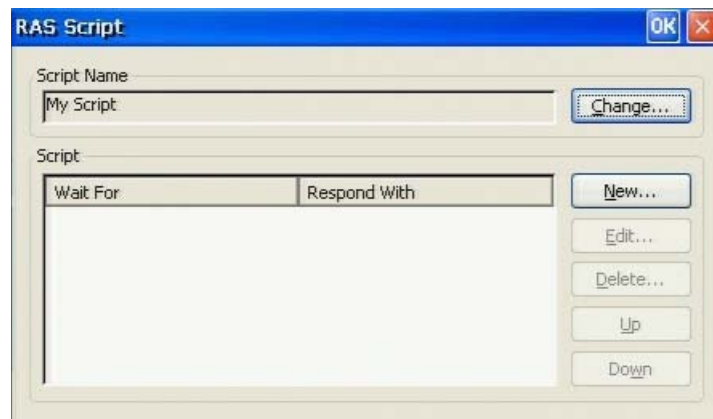 RAS Script
OK
Script Name
My Script
Change...
Script
Wait For Respond With
New...
Edit...
Delete...
Up
Down